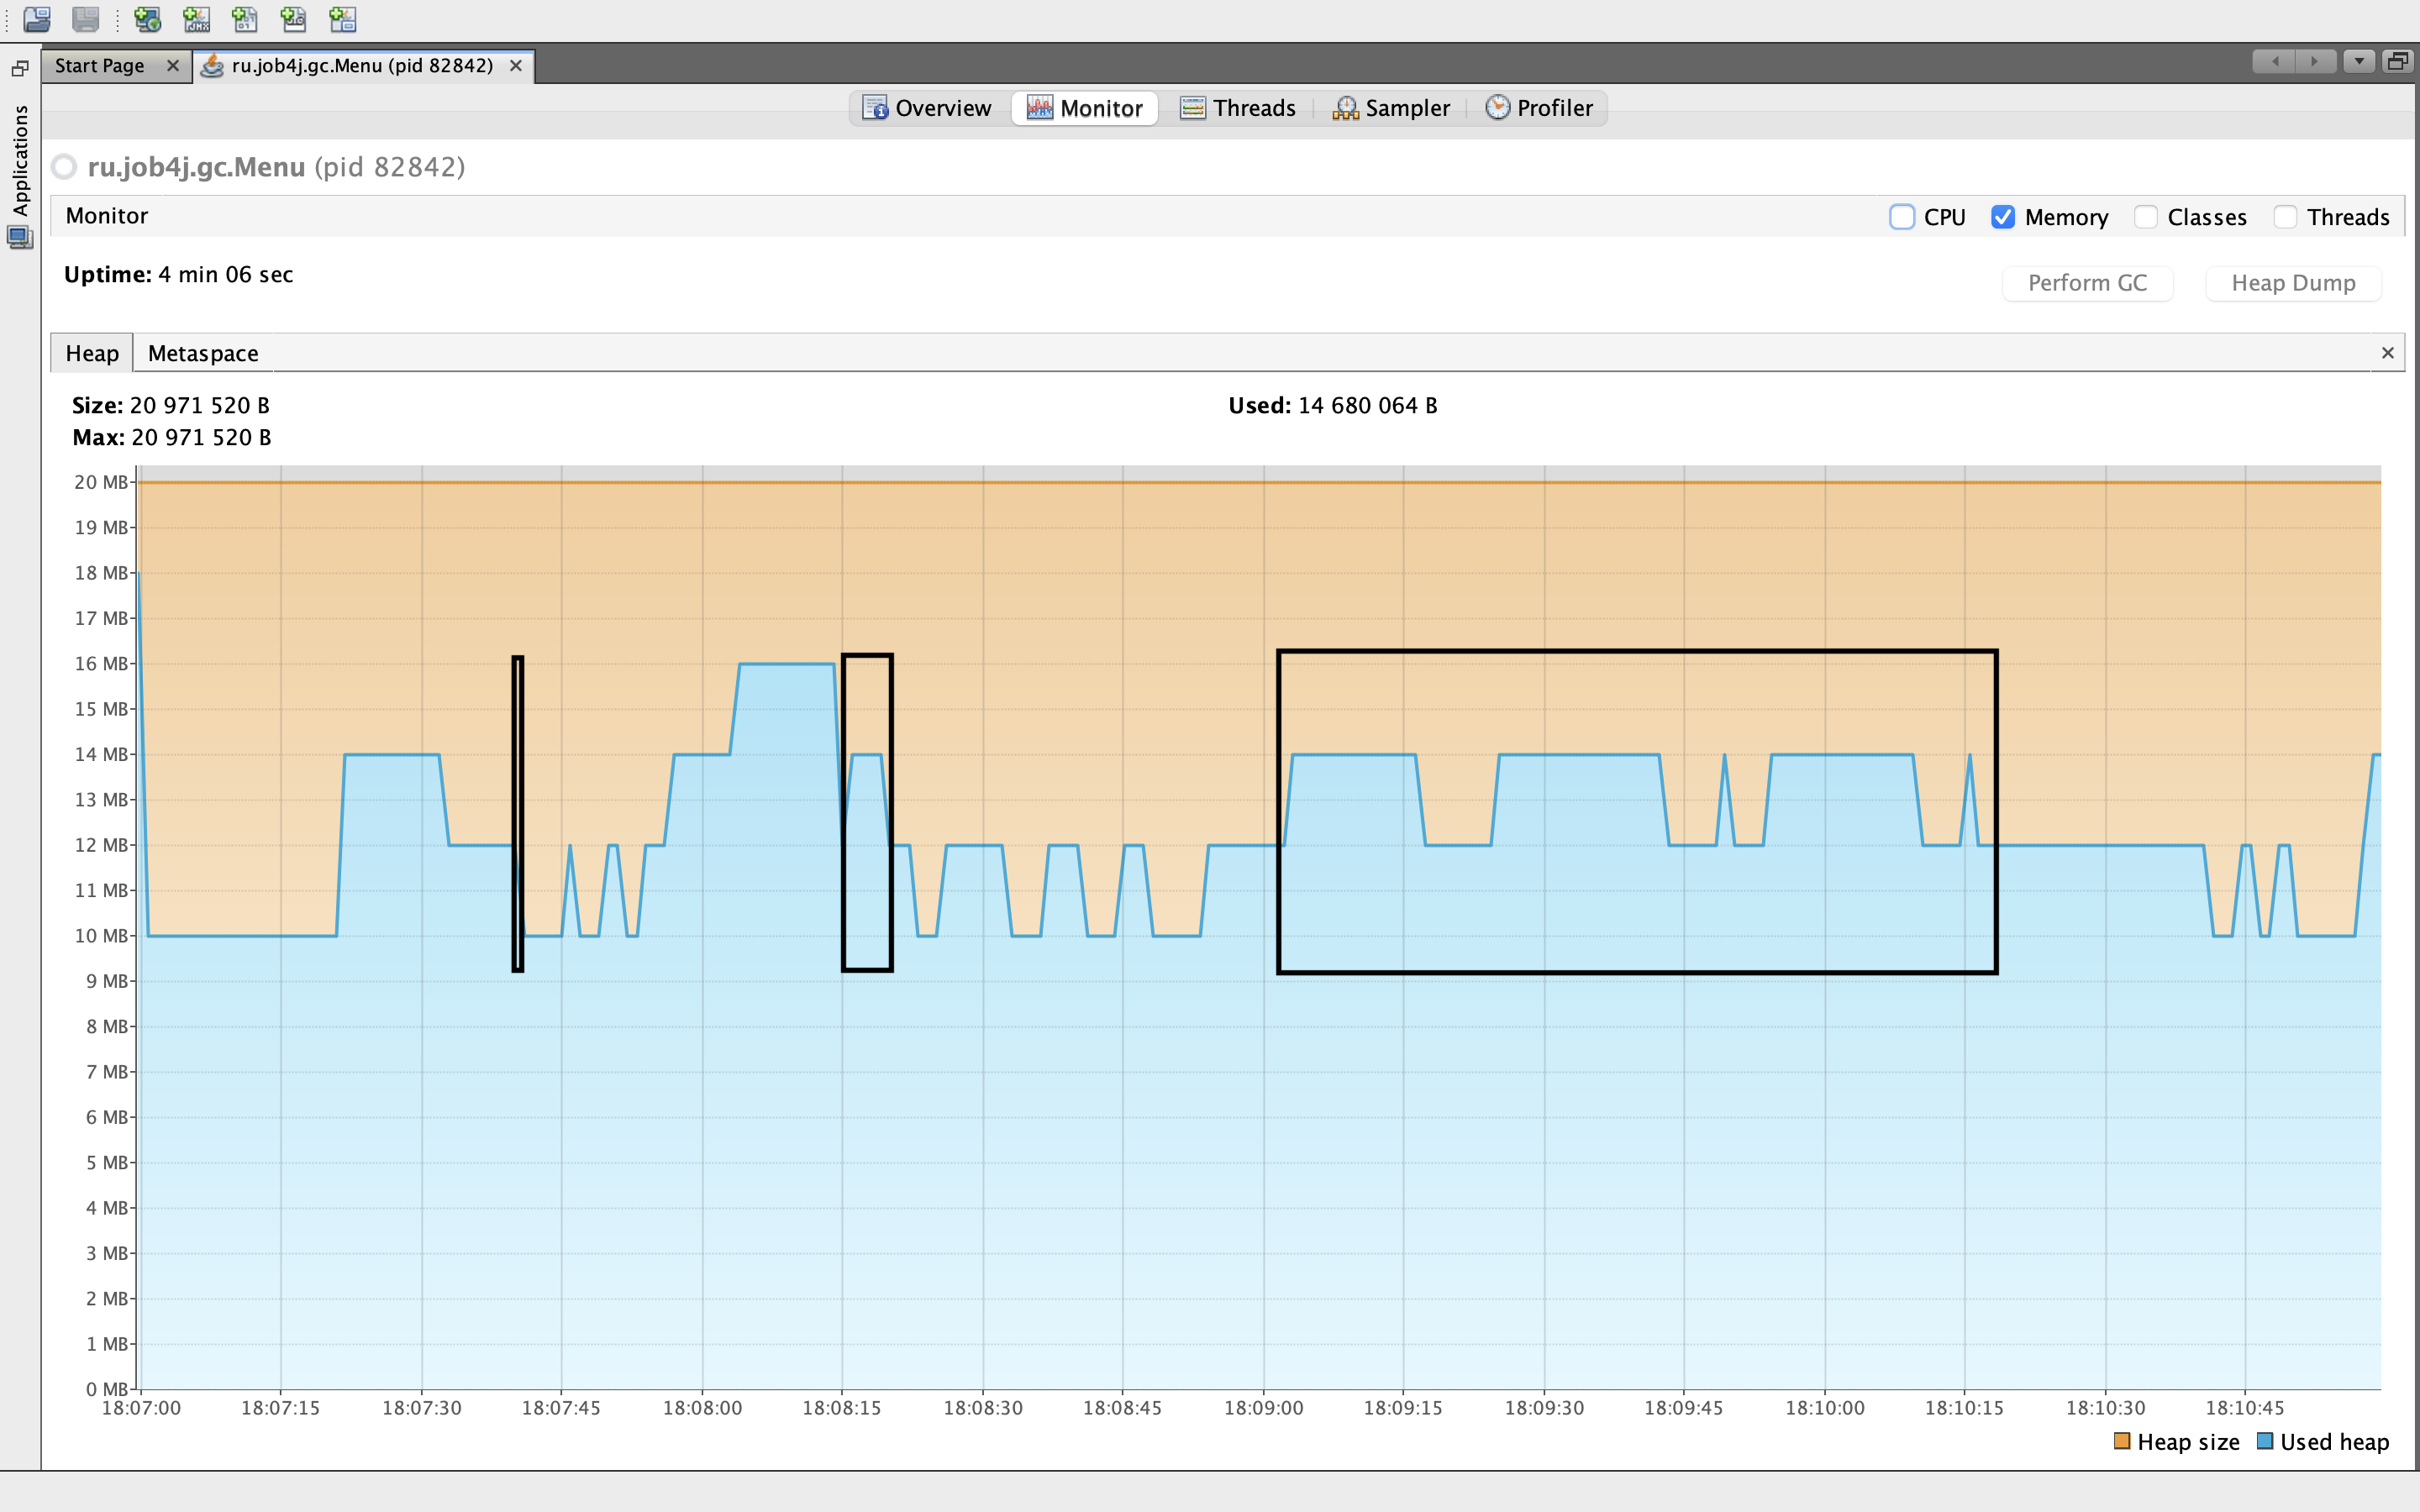 Start Page
ru.job4j.gc.Menu (pid 82842)
Applications
Overview Monitor Threads Sampler Profiler
ru.job4j.gc.Menu (pid 82842)
Monitor
CPU Memory Classes Threads
Uptime: 4 min 06 sec
Perform GC Heap Dump
Heap Metaspace
Size: 20 971 520 B
Used: 14 680 064 B
Max: 20 971 520 B
20 MB
19 MB
18 MB
17 MB
16 MB
15 MB
14 MB
13 MB
12 MB
11 MB
10 MB
9 MB
8 MB
7 MB
6 MB
5 MB
4 MB
3 MB
2 MB
1 MB
0 MB
18:07:00 18:07:15 18:07:30 18:07:45 18:08:00 18:08:15 18:08:30 18:08:45 18:09:00 18:09:15 18:09:30 18:09:45 18:10:00 18:10:15 18:10:30 18:10:45
Heap size Used heap